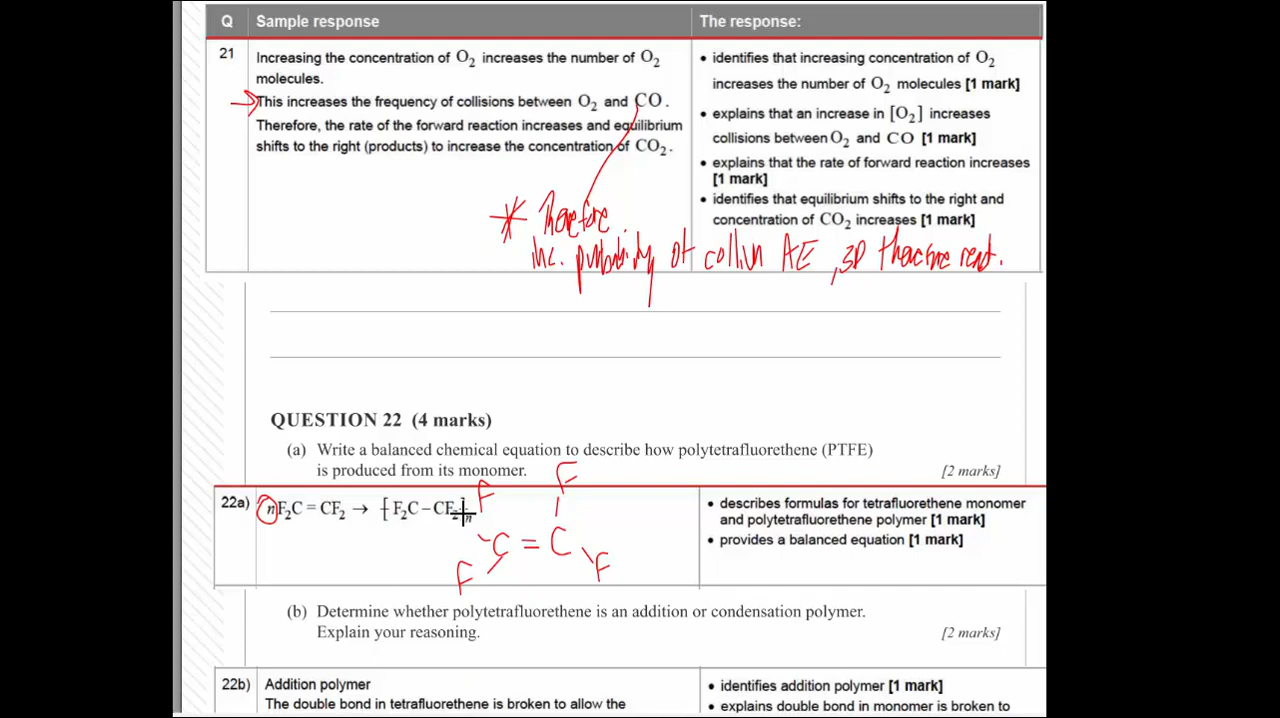 Q Sample response The response:
21 Increasing the concentration of O₂ increases the number of O₂
molecules.
This increases the frequency of collisions between O₂ and CO.
Therefore, the rate of the forward reaction increases and equilibrium
shifts to the right (products) to increase the concentration of CO₂.
• identifies that increasing concentration of O₂
increases the number of O₂ molecules [1 mark]
• explains that an increase in [O₂] increases
collisions between O₂ and CO [1 mark]
• explains that the rate of forward reaction increases
[1 mark]
• identifies that equilibrium shifts to the right and
concentration of CO₂ increases [1 mark]
* Therefore
inc. probability of AE, therefore
QUESTION 22 (4 marks)
(a) Write a balanced chemical equation to describe how polytetrafluorethene (PTFE)
is produced from its monomer. [2 marks]
22a) nF₂C = CF₂ → [F₂C – CF₂]n
F F
C = C
F F
• describes formulas for tetrafluorethene monomer
and polytetrafluorethene polymer [1 mark]
• provides a balanced equation [1 mark]
(b) Determine whether polytetrafluorethene is an addition or condensation polymer.
Explain your reasoning. [2 marks]
22b) Addition polymer
The double bond in tetrafluorethene is broken to allow the
• identifies addition polymer [1 mark]
• explains double bond in monomer is broken to